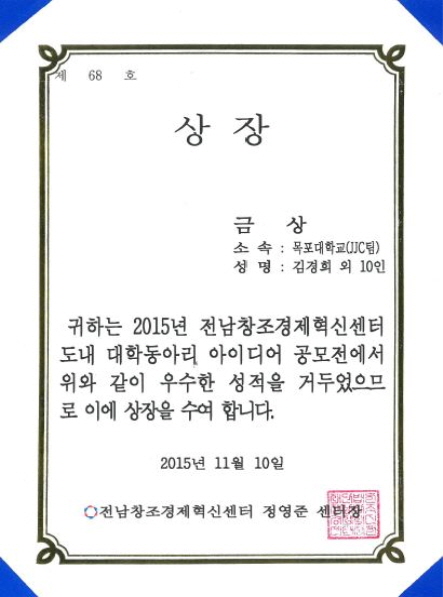 제 68 호
상 장
금 상
소 속 : 목포대학교(JJC팀)
성 명 : 김경희 외 10인
귀하는 2015년 전남창조경제혁신센터
도내 대학동아리 아이디어 공모전에서
위와 같이 우수한 성적을 거두었으므
로 이에 상장을 수여 합니다.
2015년 11월 10일
전남창조경제혁신센터 정영준 센터장